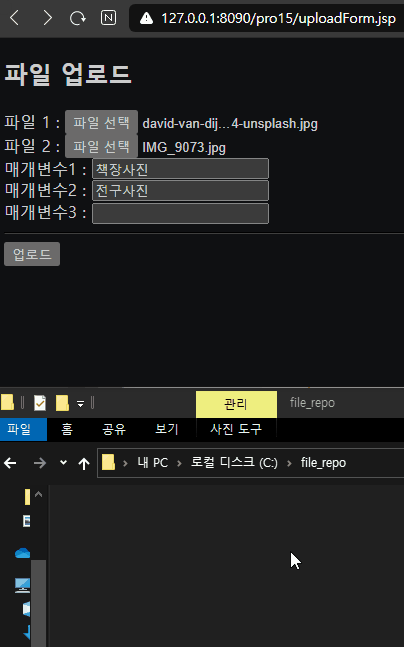 127.0.0.1:8090/pro15/uploadForm.jsp
파일 업로드
파일 1 : 파일 선택 david-van-dij...4-unsplash.jpg
파일 2 : 파일 선택 IMG_9073.jpg
매개변수1 : 책장사진
매개변수2 : 전구사진
매개변수3 :
업로드
관리 file_repo
파일 홈 공유 보기 사진 도구
내 PC > 로컬 디스크 (C:) > file_repo